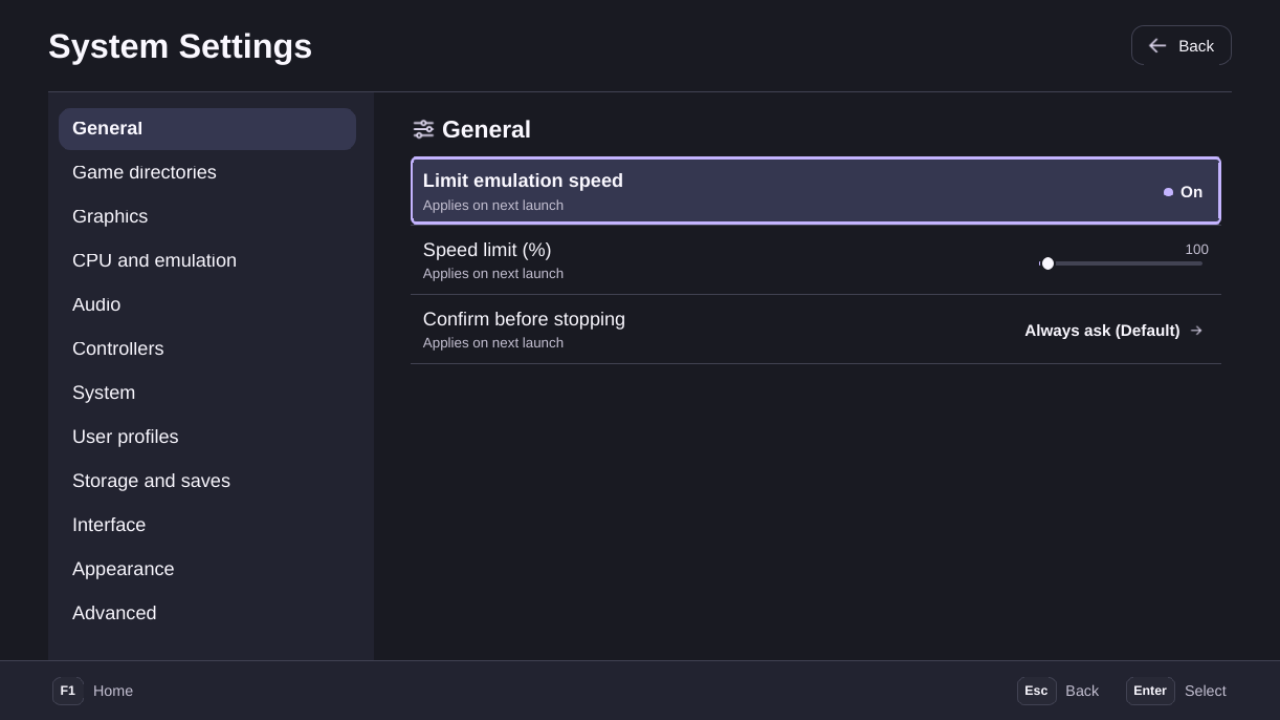 System Settings
Back
General
Game directories
Graphics
CPU and emulation
Audio
Controllers
System
User profiles
Storage and saves
Interface
Appearance
Advanced
General
Limit emulation speed
Applies on next launch
On
Speed limit (%)
Applies on next launch
100
Confirm before stopping
Applies on next launch
Always ask (Default)
F1 Home
Esc Back
Enter Select